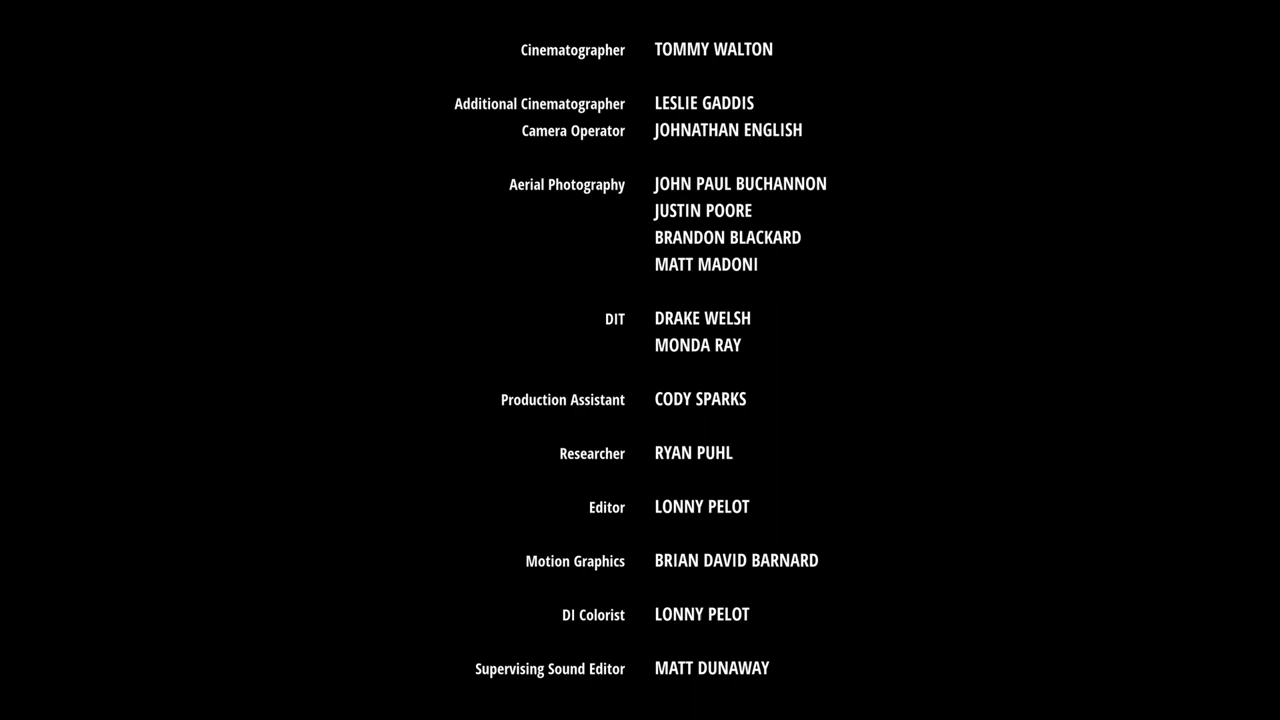 Cinematographer TOMMY WALTON
Additional Cinematographer LESLIE GADDIS
Camera Operator JOHNATHAN ENGLISH
Aerial Photography JOHN PAUL BUCHANNON
JUSTIN POORE
BRANDON BLACKARD
MATT MADONI
DIT DRAKE WELSH
MONDA RAY
Production Assistant CODY SPARKS
Researcher RYAN PUHL
Editor LONNY PELOT
Motion Graphics BRIAN DAVID BARNARD
DI Colorist LONNY PELOT
Supervising Sound Editor MATT DUNAWAY